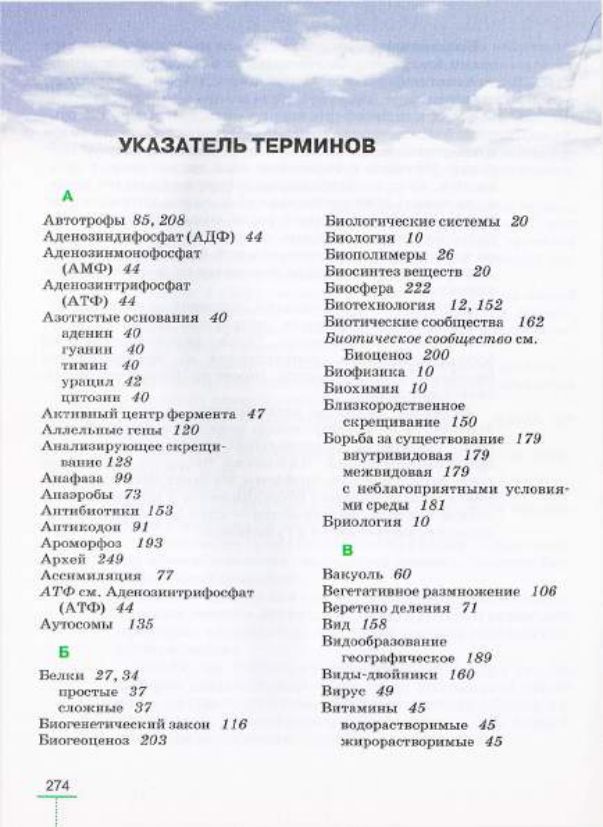 УКАЗАТЕЛЬ ТЕРМИНОВ
А
Автотрофы 85, 208
Аденозиндифосфат (АДФ) 44
Аденозинмонофосфат
(АМФ) 44
Аденозинтрифосфат
(АТФ) 44
Азотистые основания 40
аденин 40
гуанин 40
тимин 40
урацил 42
цитозин 40
Активный центр фермента 47
Аллельные гены 120
Анализирующее скрещи-
вание 128
Анафаза 99
Анаэробы 73
Антибиотики 153
Антикодон 91
Ароморфоз 193
Архей 249
Ассимиляция 77
АТФ см. Аденозинтрифосфат
(АТФ) 44
Аутосомы 135
Б
Белки 27, 34
простые 37
сложные 37
Биогенетический закон 116
Биогеоценоз 203
Биологические системы 20
Биология 10
Биополимеры 26
Биосинтез веществ 20
Биосфера 222
Биотехнология 12, 152
Биотические сообщества 162
Биотическое сообщество см.
Биоценоз 200
Биофизика 10
Биохимия 10
Близкородственное
скрещивание 150
Борьба за существование 179
внутривидовая 179
межвидовая 179
с неблагоприятными условия-
ми среды 181
Бриология 10
В
Вакуоль 60
Вегетативное размножение 106
Веретено деления 71
Вид 158
Видообразование
географическое 189
Виды-двойники 160
Вирус 49
Витамины 45
водорастворимые 45
жирорастворимые 45
274